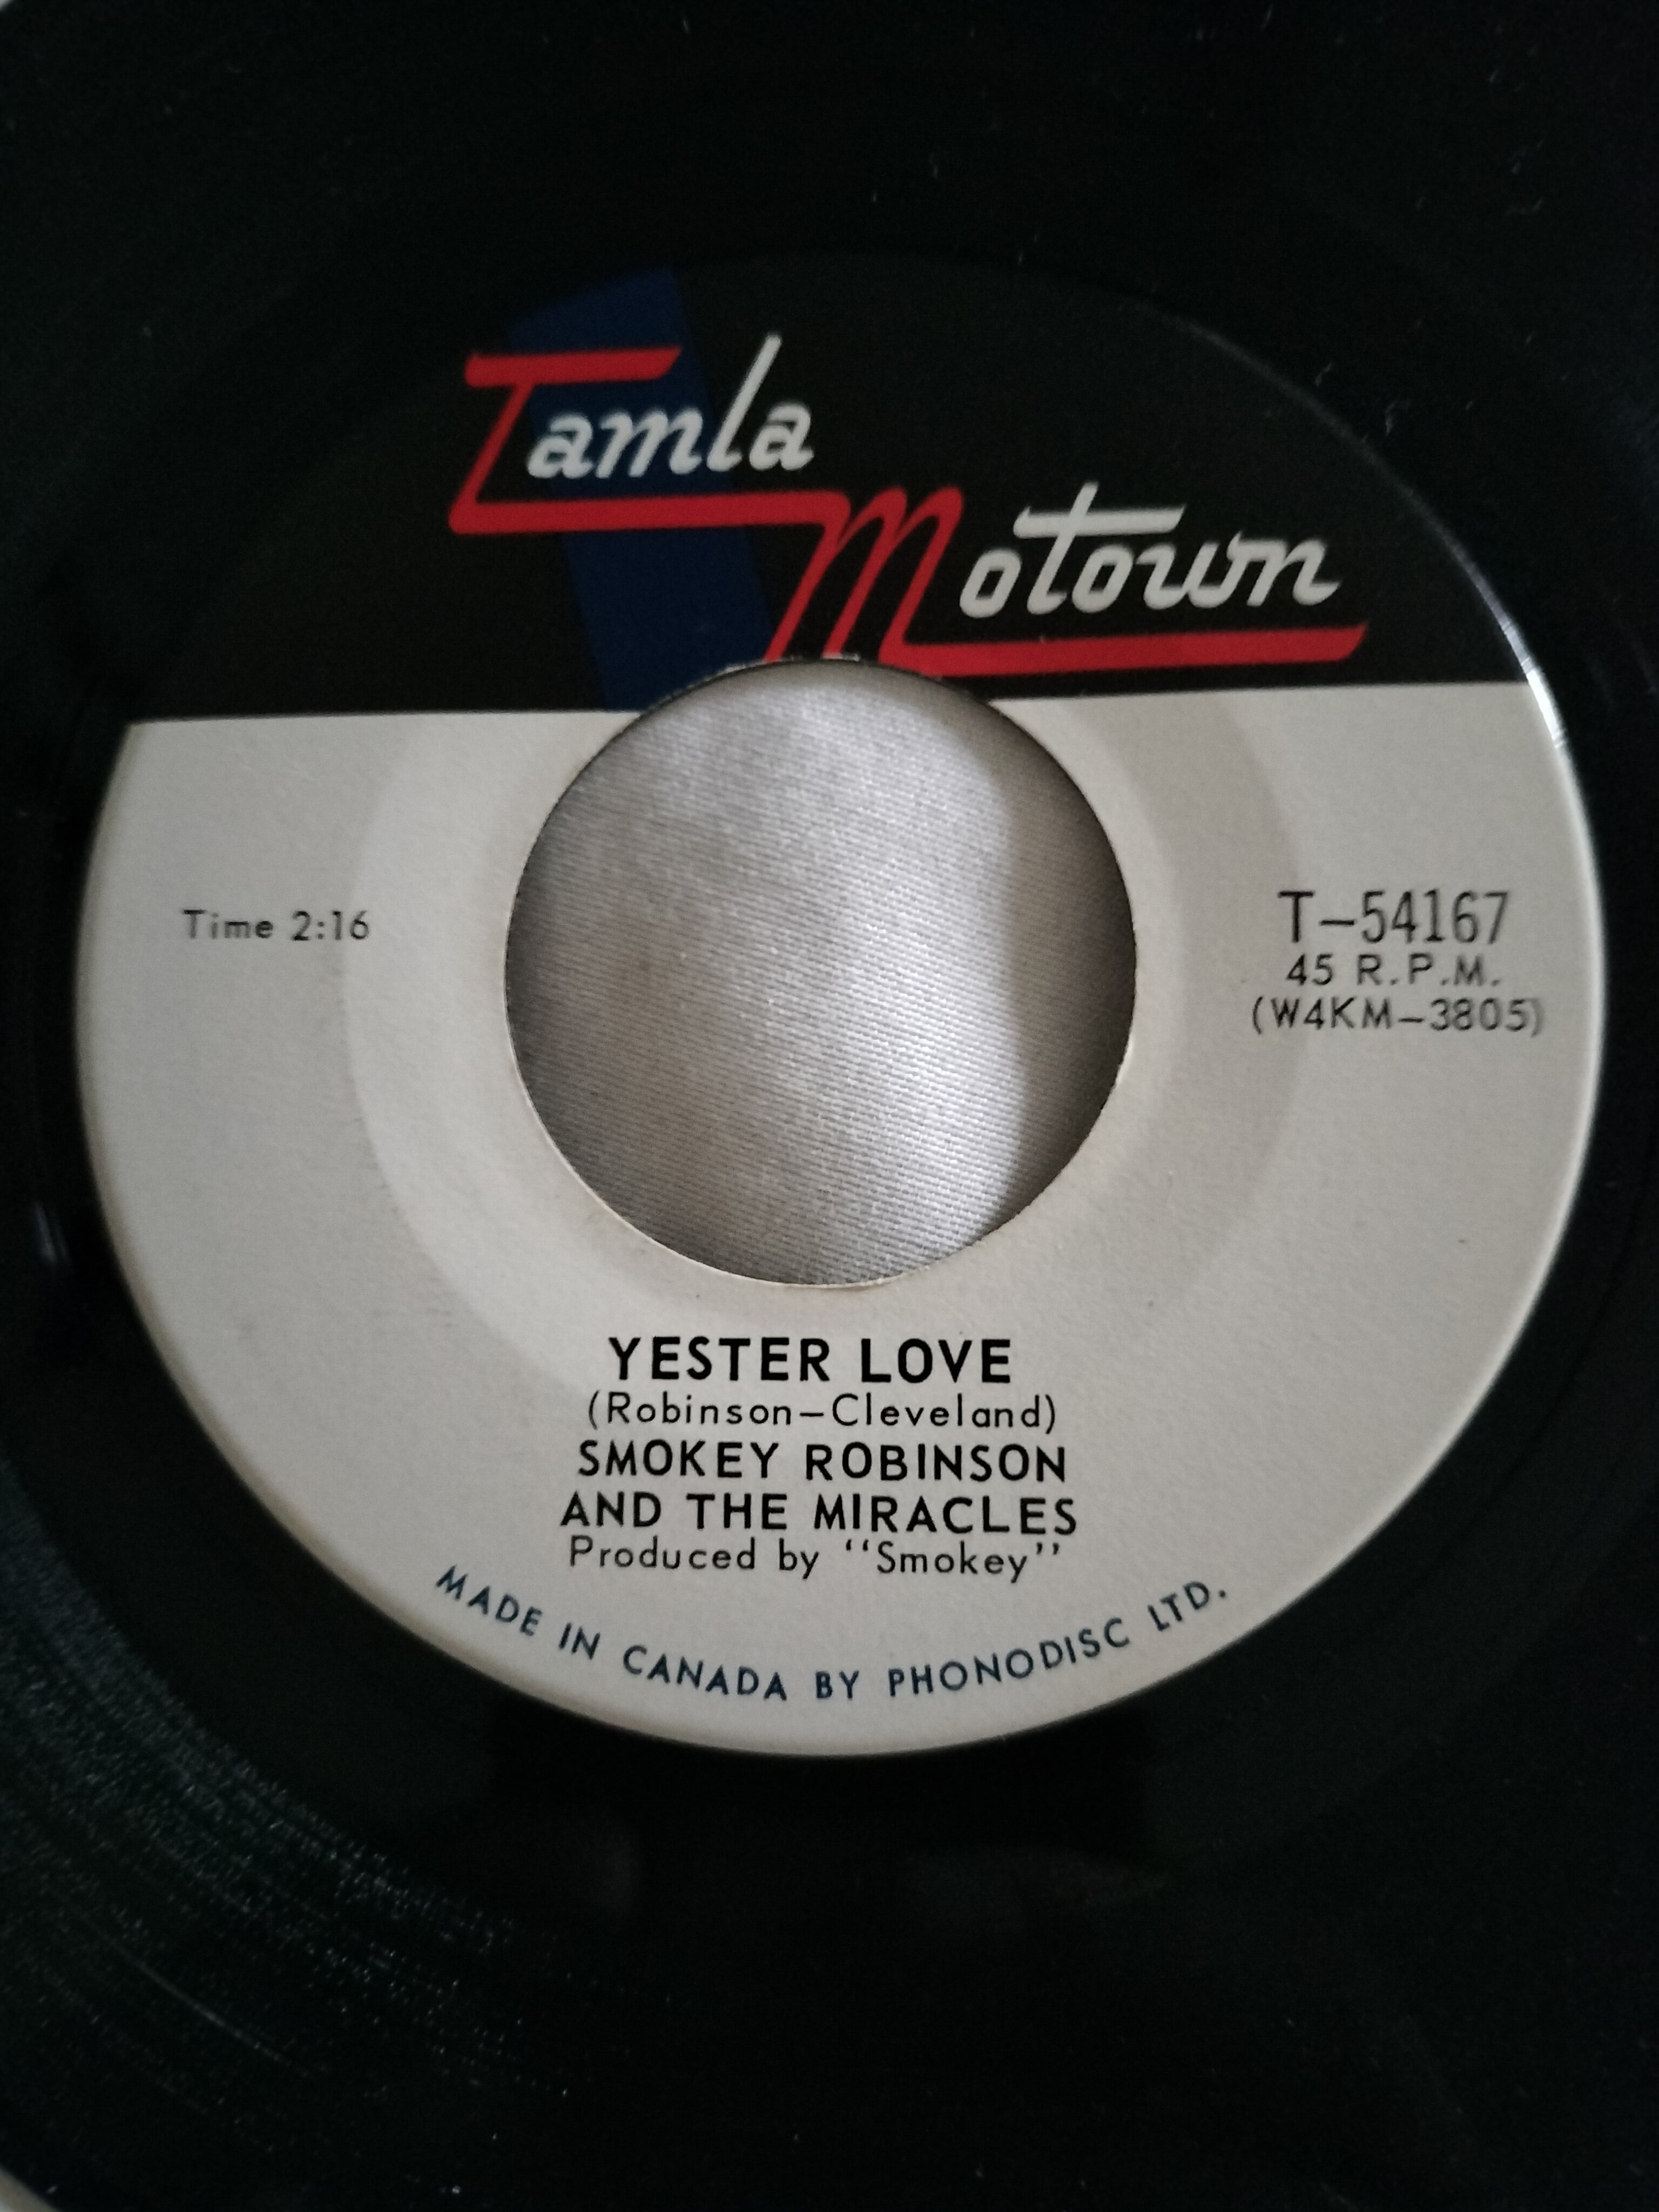 Tamla
Motown
Time 2:16
T-54167
45 R.P.M.
(W4KM-3805)
YESTER LOVE
(Robinson-Cleveland)
SMOKEY ROBINSON
AND THE MIRACLES
Produced by ‘‘Smokey’’
MADE IN CANADA BY PHONODISC LTD.